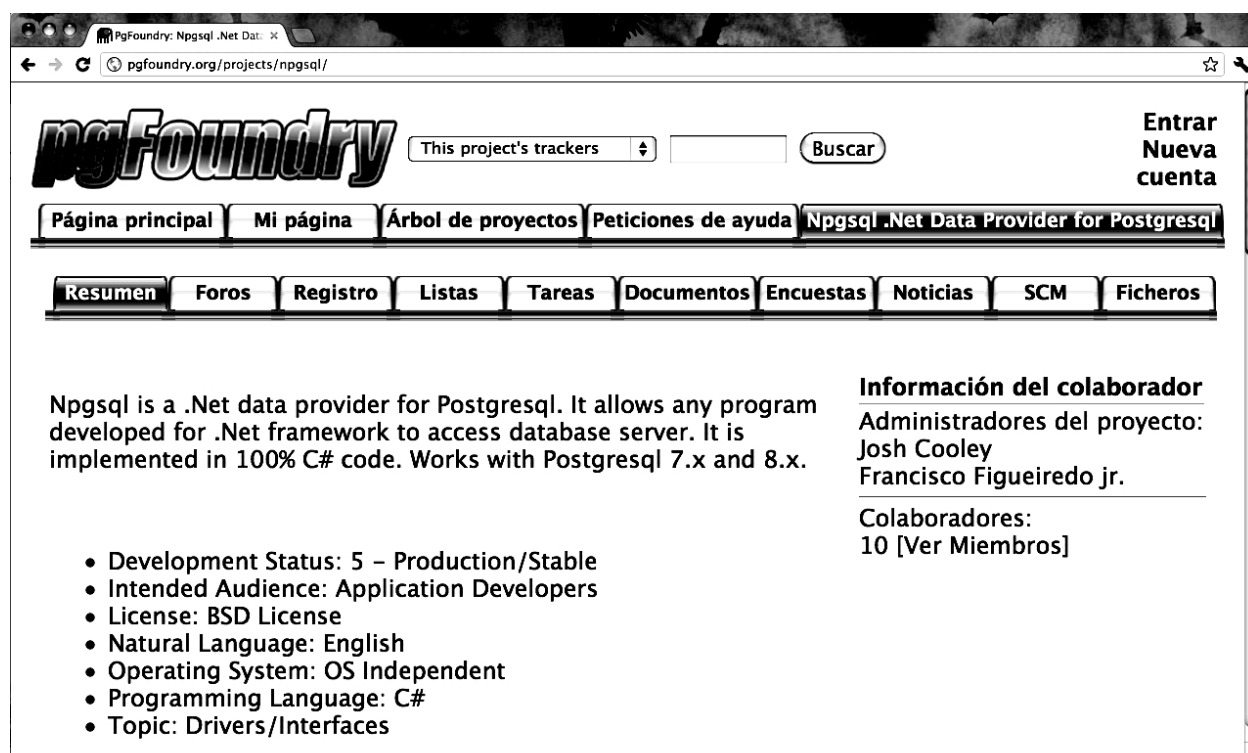 PgFoundry: Npgsql .Net Dat
pgfoundry.org/projects/npgsql/
pgFoundry
This project's trackers
Buscar
Entrar
Nueva
cuenta
Página principal
Mi página
Árbol de proyectos
Peticiones de ayuda
Npgsql .Net Data Provider for Postgresql
Resumen
Foros
Registro
Listas
Tareas
Documentos
Encuestas
Noticias
SCM
Ficheros
Npgsql is a .Net data provider for Postgresql. It allows any program
developed for .Net framework to access database server. It is
implemented in 100% C# code. Works with Postgresql 7.x and 8.x.
• Development Status: 5 – Production/Stable
• Intended Audience: Application Developers
• License: BSD License
• Natural Language: English
• Operating System: OS Independent
• Programming Language: C#
• Topic: Drivers/Interfaces
Información del colaborador
Administradores del proyecto:
Josh Cooley
Francisco Figueiredo jr.
Colaboradores:
10 [Ver Miembros]